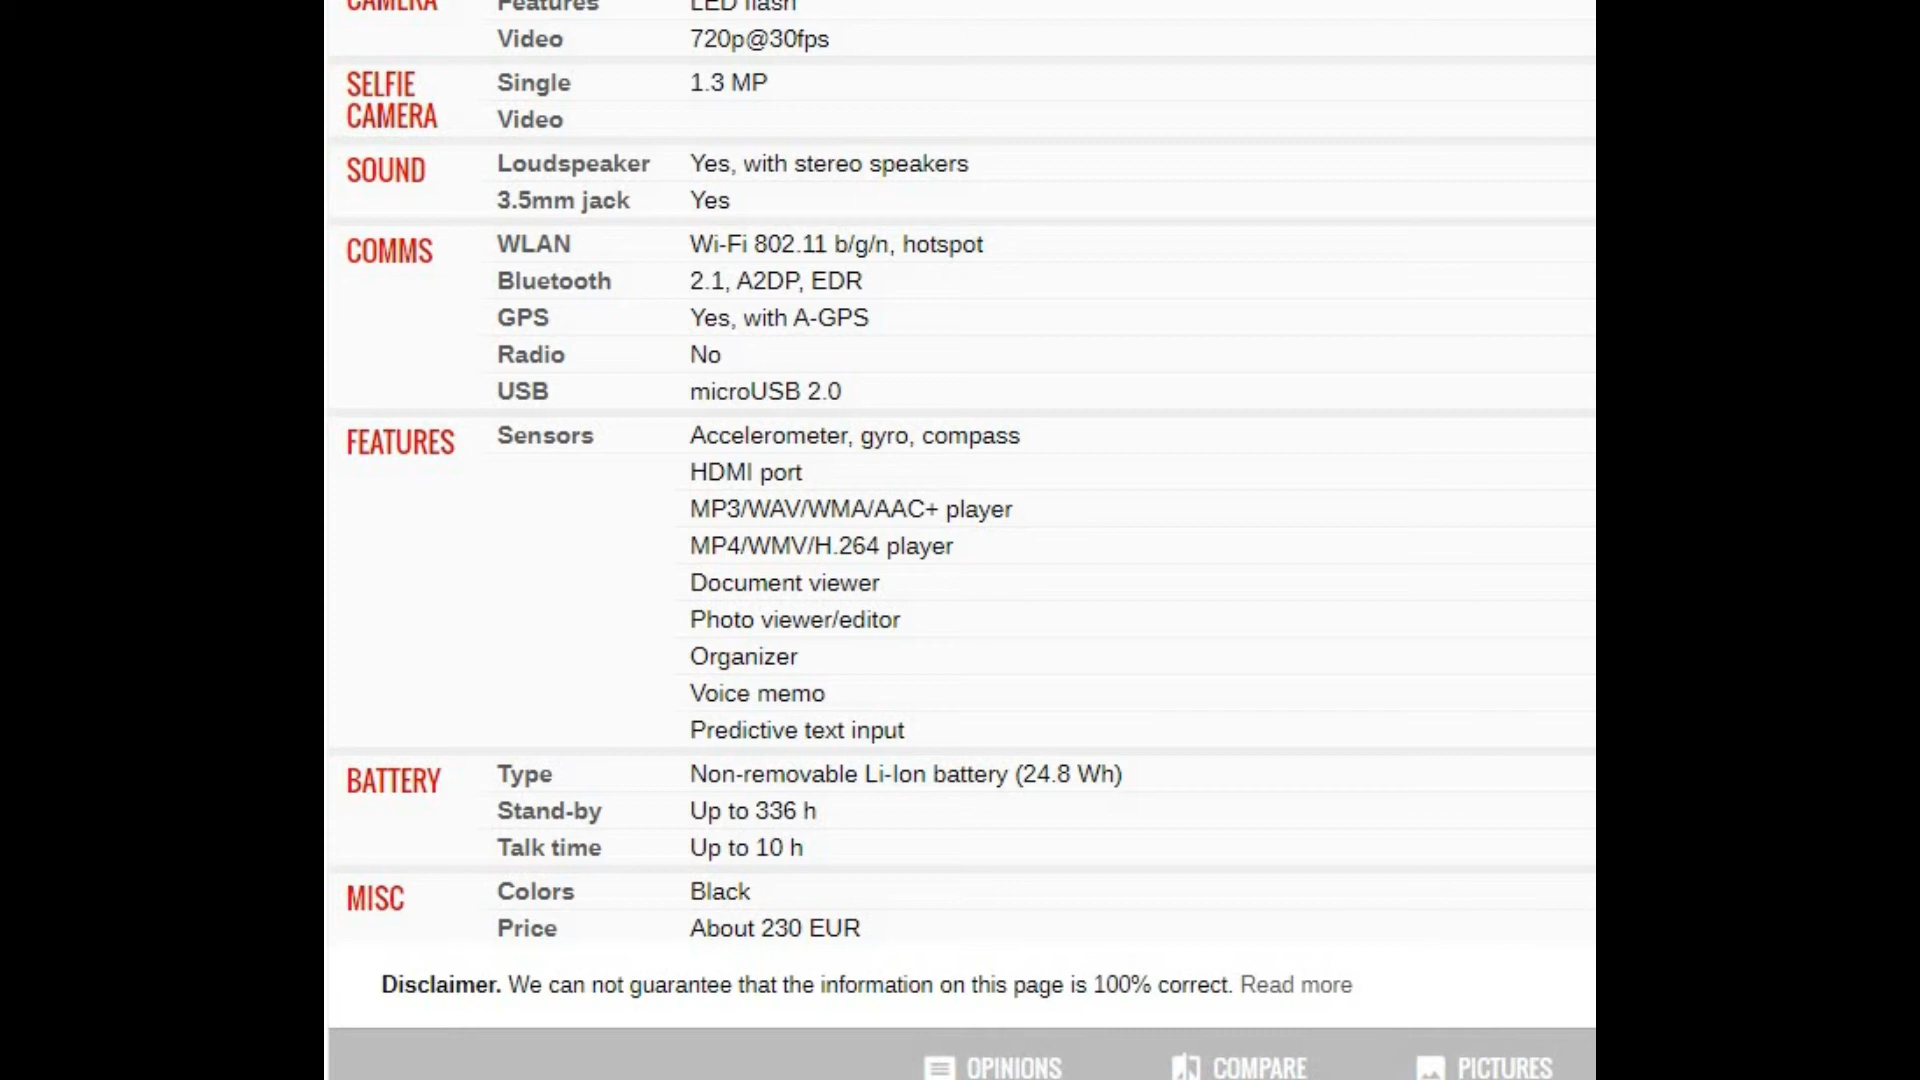 CAMERA Features LED flash
Video 720p@30fps
SELFIE CAMERA Single 1.3 MP
Video
SOUND Loudspeaker Yes, with stereo speakers
3.5mm jack Yes
COMMS WLAN Wi-Fi 802.11 b/g/n, hotspot
Bluetooth 2.1, A2DP, EDR
GPS Yes, with A-GPS
Radio No
USB microUSB 2.0
FEATURES Sensors Accelerometer, gyro, compass
HDMI port
MP3/WAV/WMA/AAC+ player
MP4/WMV/H.264 player
Document viewer
Photo viewer/editor
Organizer
Voice memo
Predictive text input
BATTERY Type Non-removable Li-Ion battery (24.8 Wh)
Stand-by Up to 336 h
Talk time Up to 10 h
MISC Colors Black
Price About 230 EUR
Disclaimer. We can not guarantee that the information on this page is 100% correct. Read more
OPINIONS COMPARE PICTURES